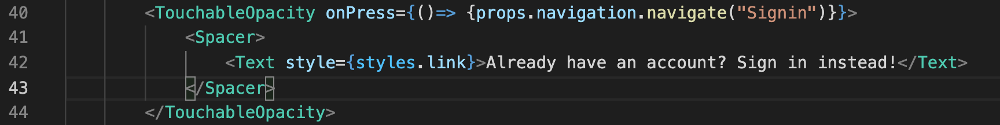 40 <TouchableOpacity onPress={()=> {props.navigation.navigate("Signin")}}>
41 <Spacer>
42 <Text style={styles.link}>Already have an account? Sign in instead!</Text>
43 </Spacer>
44 </TouchableOpacity>